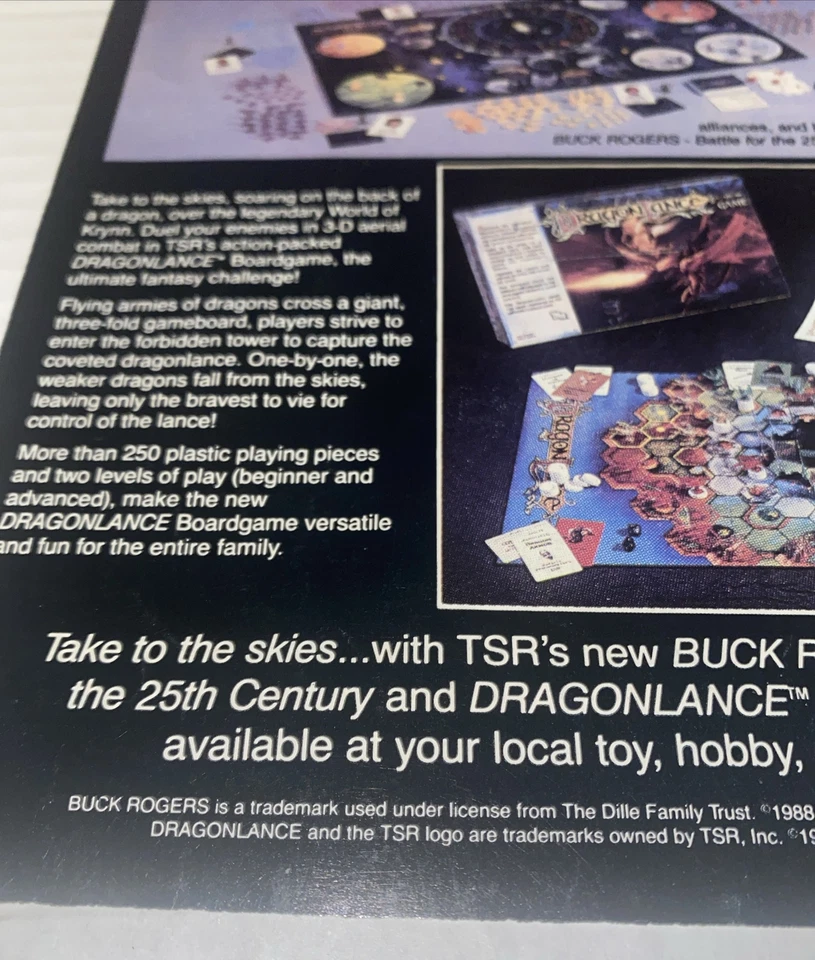 alliances, and
BUCK ROGERS - Battle for the 25
Take to the skies, soaring on the back of
a dragon, over the legendary World of
Krynn. Duel your enemies in 3-D aerial
combat in TSR's action-packed
DRAGONLANCE™ Boardgame, the
ultimate fantasy challenge!
Flying armies of dragons cross a giant,
three-fold gameboard, players strive to
enter the forbidden tower to capture the
coveted dragonlance. One-by-one, the
weaker dragons fall from the skies,
leaving only the bravest to vie for
control of the lance!
More than 250 plastic playing pieces
and two levels of play (beginner and
advanced), make the new
DRAGONLANCE Boardgame versatile
and fun for the entire family.
DRAGONLANCE
GAME
DRAGONLANCE
Take to the skies...with TSR's new BUCK R
the 25th Century and DRAGONLANCE™
available at your local toy, hobby,
BUCK ROGERS is a trademark used under license from The Dille Family Trust. ©1988
DRAGONLANCE and the TSR logo are trademarks owned by TSR, Inc. ©19